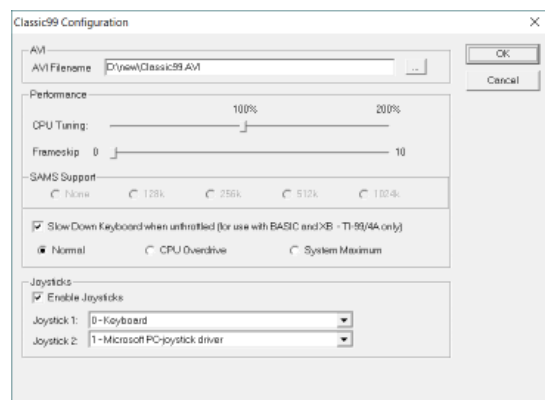 Classic99 Configuration
AVI
AVI Filename D:\new\Classic99.AVI ...
OK
Cancel
Performance
100% 200%
CPU Tuning:
Frameskip 0 10
SAMS Support
None 128k 256k 512k 1024k
Slow Down Keyboard when unthrottled (for use with BASIC and XB - TI-99/4A only)
Normal CPU Overdrive System Maximum
Joysticks
Enable Joysticks
Joystick 1: 0 - Keyboard
Joystick 2: 1 - Microsoft PC-joystick driver